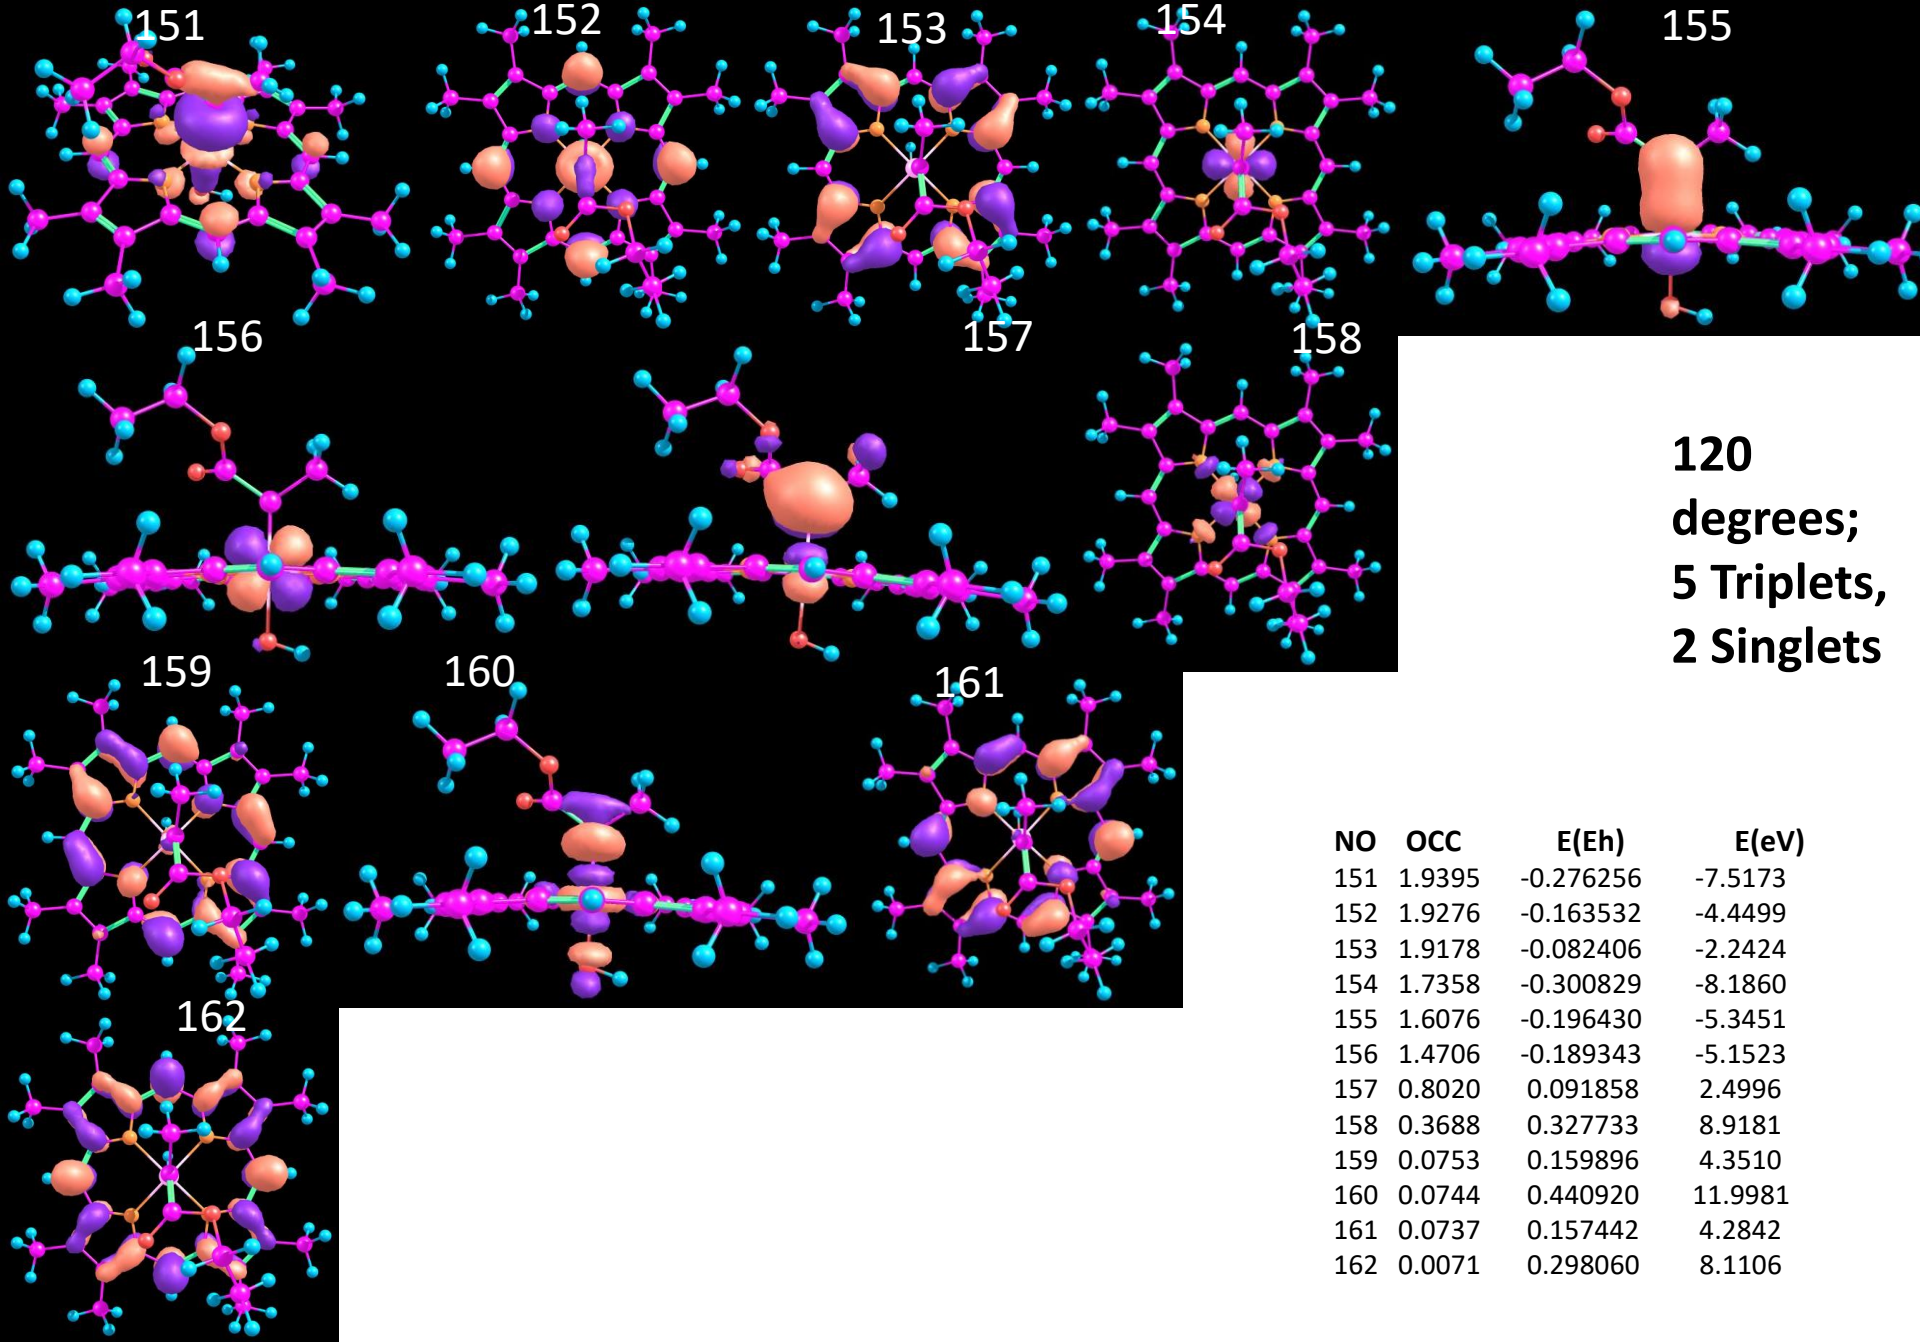 151 152 153 154 155
156 157 158
120
degrees;
5 Triplets,
2 Singlets
159 160 161
NO OCC E(Eh) E(eV)
151 1.9395 -0.276256 -7.5173
152 1.9276 -0.163532 -4.4499
153 1.9178 -0.082406 -2.2424
154 1.7358 -0.300829 -8.1860
155 1.6076 -0.196430 -5.3451
156 1.4706 -0.189343 -5.1523
157 0.8020 0.091858 2.4996
158 0.3688 0.327733 8.9181
159 0.0753 0.159896 4.3510
160 0.0744 0.440920 11.9981
161 0.0737 0.157442 4.2842
162 0.0071 0.298060 8.1106
162